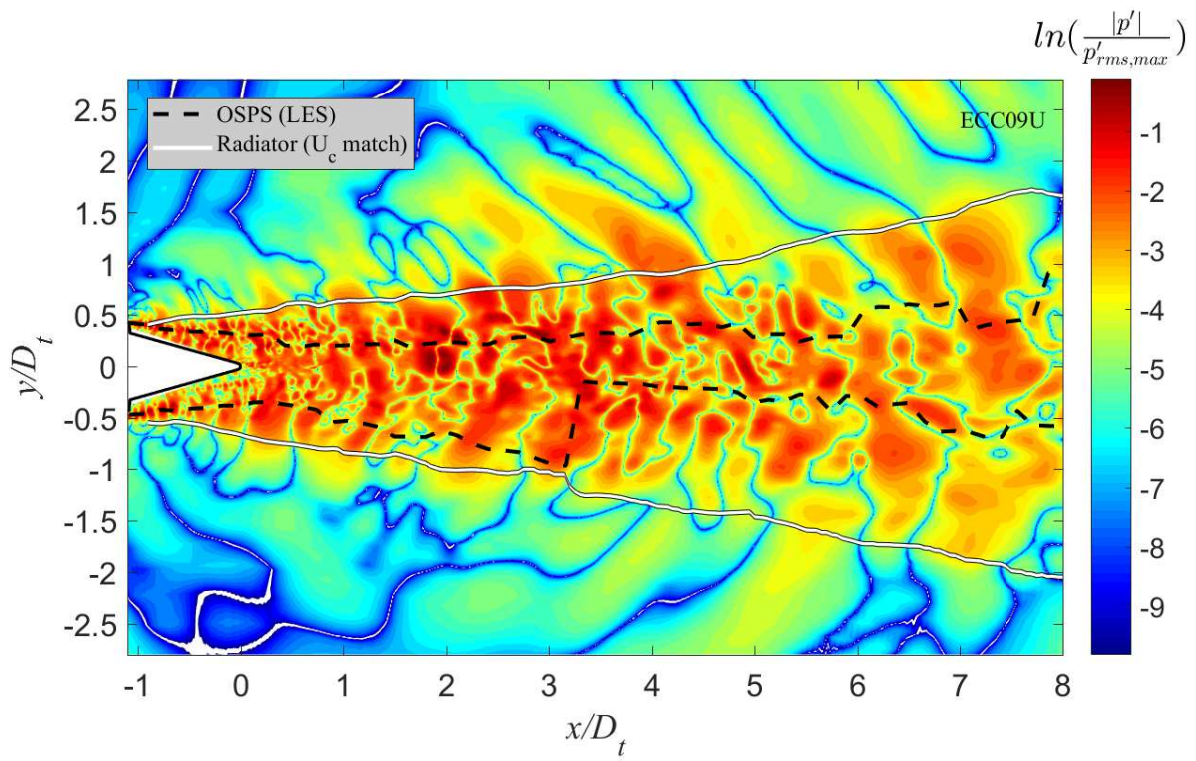 ln(|p'|/p'rms,max)
OSPS (LES)
Radiator (Uc match)
ECC09U
2.5
2
1.5
1
0.5
0
-0.5
-1
-1.5
-2
-2.5
y/Dt
-1 0 1 2 3 4 5 6 7 8
x/Dt
-1
-2
-3
-4
-5
-6
-7
-8
-9